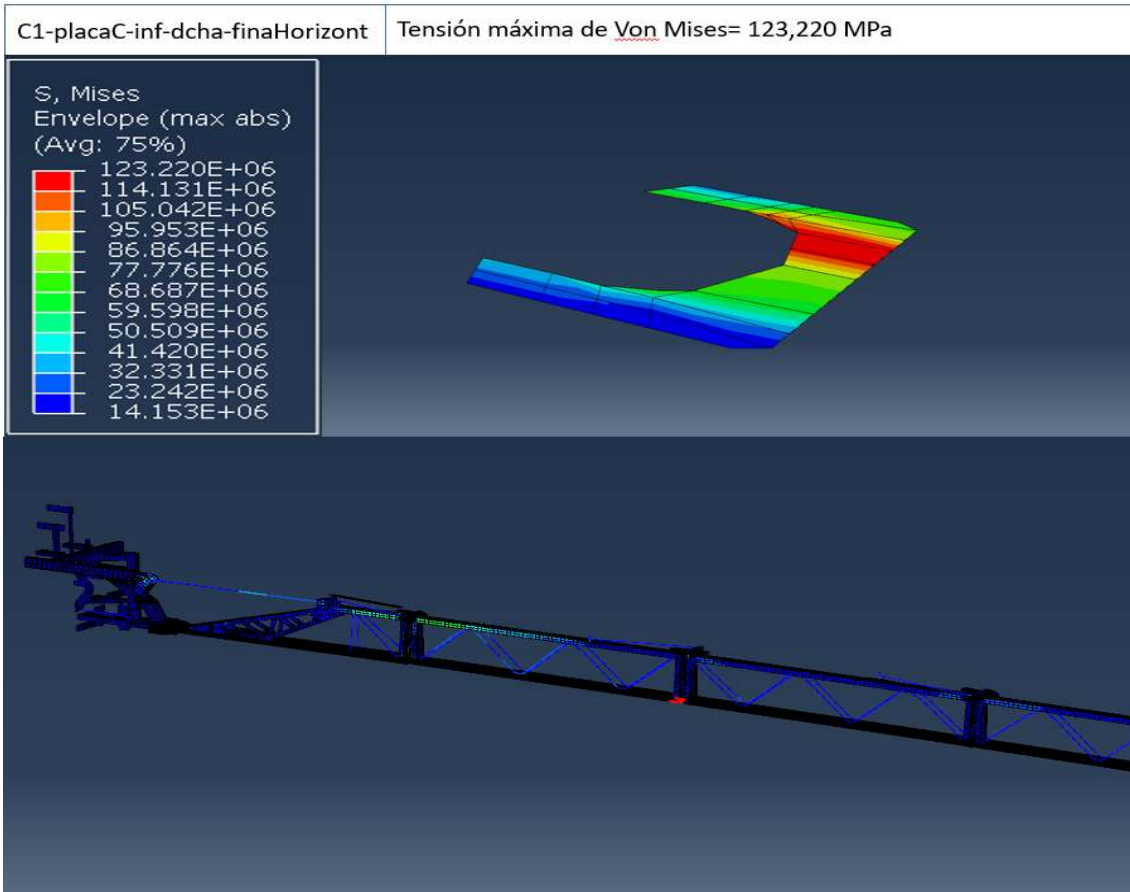 C1-placaC-inf-dcha-finaHorizont
Tensión máxima de Von Mises= 123,220 MPa
S, Mises
Envelope (max abs)
(Avg: 75%)
123.220E+06
114.131E+06
105.042E+06
95.953E+06
86.864E+06
77.776E+06
68.687E+06
59.598E+06
50.509E+06
41.420E+06
32.331E+06
23.242E+06
14.153E+06